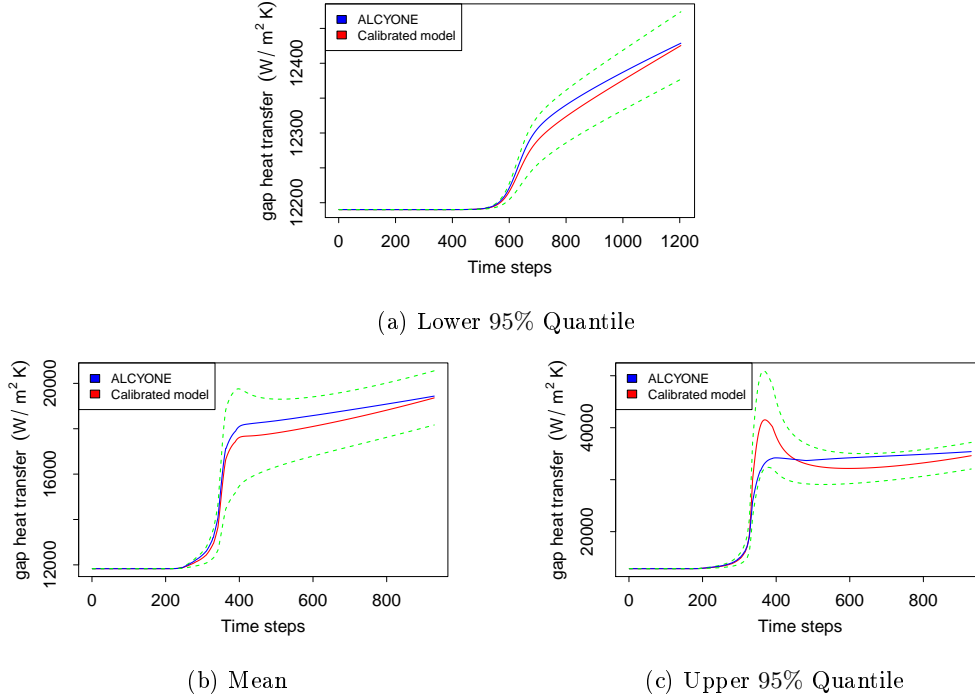 ALCYONE
Calibrated model
gap heat transfer (W / m² K)
12200 12300 12400
0 200 400 600 800 1000 1200
Time steps
(a) Lower 95% Quantile
ALCYONE
Calibrated model
gap heat transfer (W / m² K)
12000 16000 20000
0 200 400 600 800
Time steps
(b) Mean
ALCYONE
Calibrated model
gap heat transfer (W / m² K)
20000 40000
0 200 400 600 800
Time steps
(c) Upper 95% Quantile